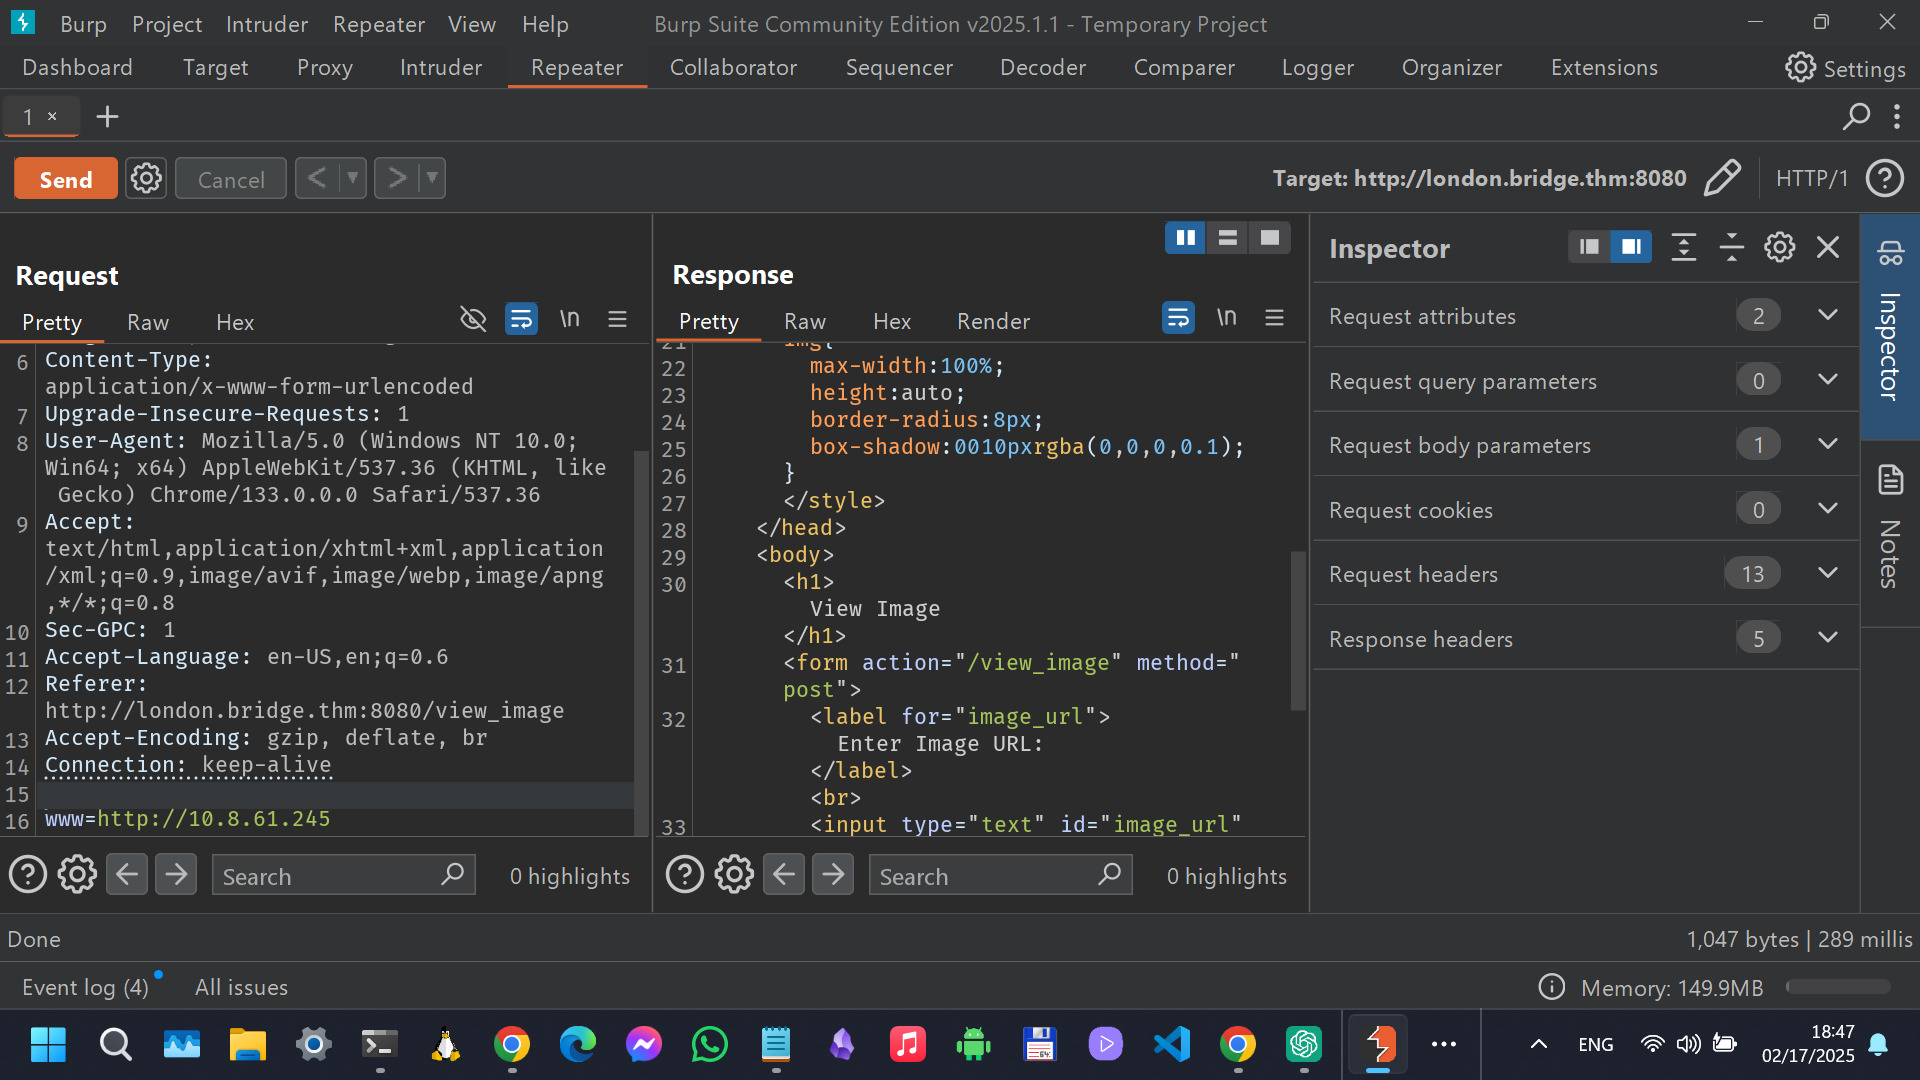 Burp Project Intruder Repeater View Help Burp Suite Community Edition v2025.1.1 - Temporary Project
Dashboard Target Proxy Intruder Repeater Collaborator Sequencer Decoder Comparer Logger Organizer Extensions Settings
1 × +
Send Cancel < > Target: http://london.bridge.thm:8080 HTTP/1
Request
Pretty Raw Hex \n
6 Content-Type:
application/x-www-form-urlencoded
7 Upgrade-Insecure-Requests: 1
8 User-Agent: Mozilla/5.0 (Windows NT 10.0;
Win64; x64) AppleWebKit/537.36 (KHTML, like
Gecko) Chrome/133.0.0.0 Safari/537.36
9 Accept:
text/html,application/xhtml+xml,application
/xml;q=0.9,image/avif,image/webp,image/apng
,*/*;q=0.8
10 Sec-GPC: 1
11 Accept-Language: en-US,en;q=0.6
12 Referer:
http://london.bridge.thm:8080/view_image
13 Accept-Encoding: gzip, deflate, br
14 Connection: keep-alive
15
16 www=http://10.8.61.245
Search 0 highlights
Response
Pretty Raw Hex Render \n
21 img{
22 max-width:100%;
23 height:auto;
24 border-radius:8px;
25 box-shadow:0010pxrgba(0,0,0,0.1);
26 }
27 </style>
28 </head>
29 <body>
30 <h1>
View Image
</h1>
31 <form action="/view_image" method="
post">
32 <label for="image_url">
Enter Image URL:
</label>
<br>
33 <input type="text" id="image_url"
Search 0 highlights
Inspector
Request attributes 2
Request query parameters 0
Request body parameters 1
Request cookies 0
Request headers 13
Response headers 5
Inspector
Notes
Done 1,047 bytes | 289 millis
Event log (4) All issues Memory: 149.9MB
64
ENG
18:47
02/17/2025